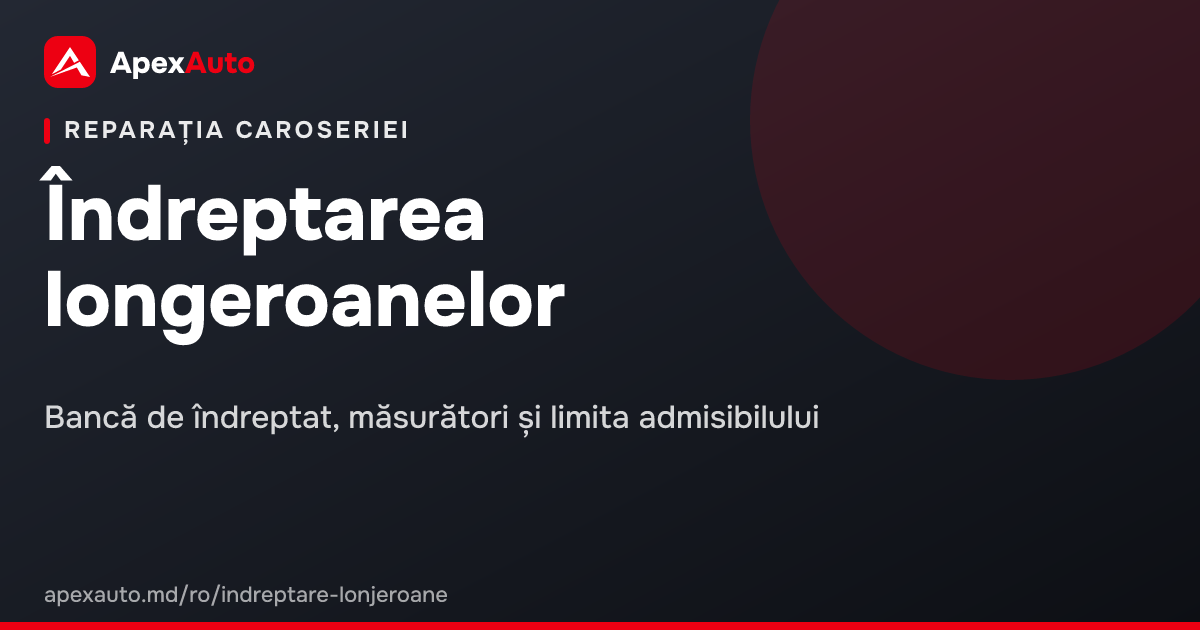 ApexAuto
REPARAȚIA CAROSERIEI
Îndreptarea
longeroanelor
Bancă de îndreptat, măsurători și limita admisibilului
apexauto.md/ro/indreptare-lonjeroane